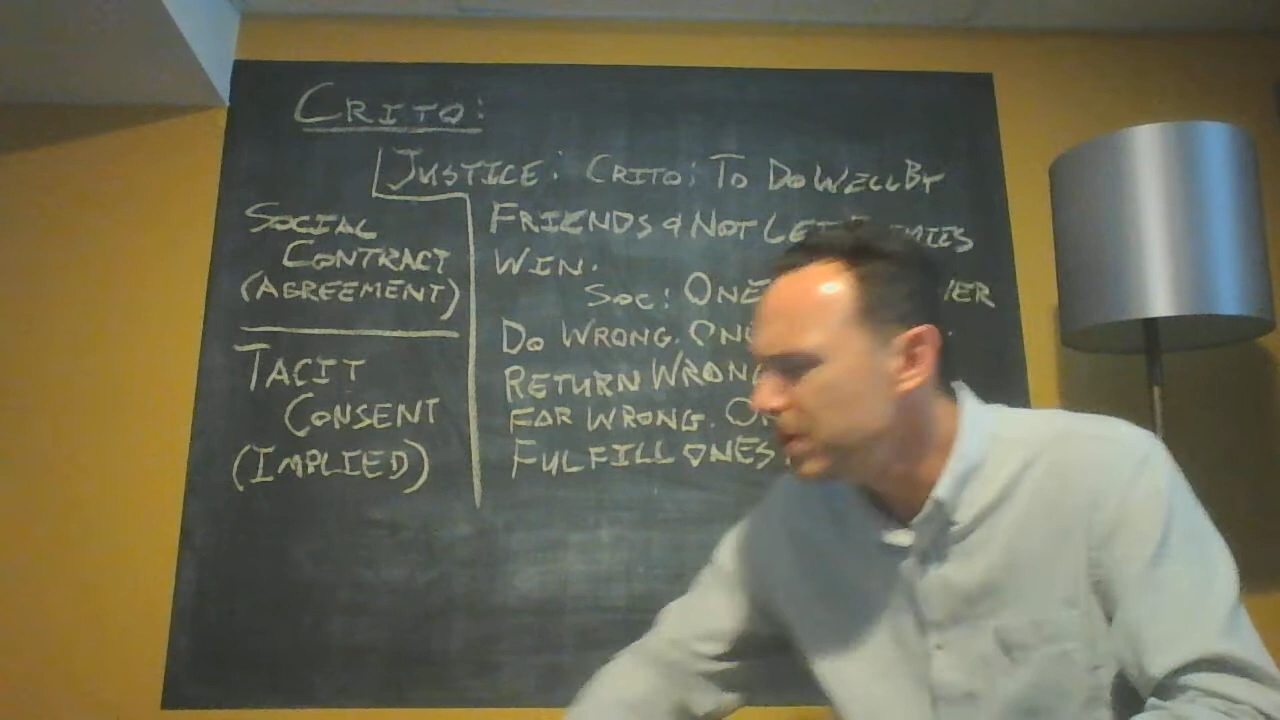 CRITO:
JUSTICE: CRITO: TO DO WELL BY
FRIENDS & NOT LET
WIN.
SOC: ONE
DO WRONG.
RETURN WRONG
FOR WRONG.
FULFILL ONES
SOCIAL
CONTRACT
(AGREEMENT)
TACIT
CONSENT
(IMPLIED)